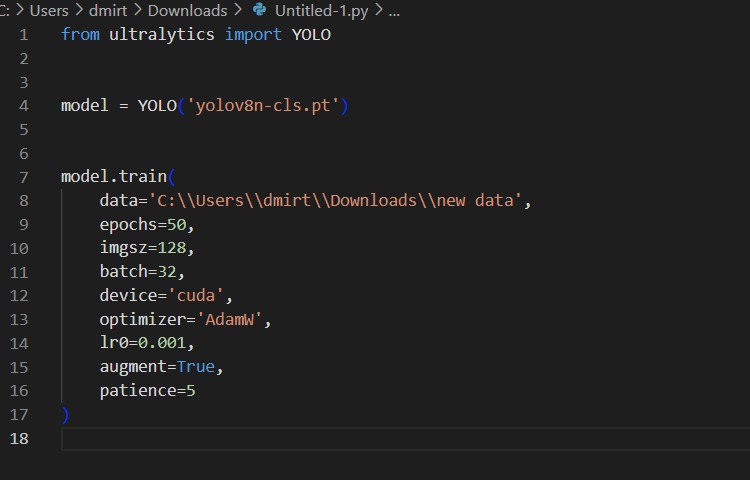 C: > Users > dmirt > Downloads > Untitled-1.py > ...
1 from ultralytics import YOLO
2
3
4 model = YOLO('yolov8n-cls.pt')
5
6
7 model.train(
8     data='C:\\Users\\dmirt\\Downloads\\new data',
9     epochs=50,
10     imgsz=128,
11     batch=32,
12     device='cuda',
13     optimizer='AdamW',
14     lr0=0.001,
15     augment=True,
16     patience=5
17 )
18